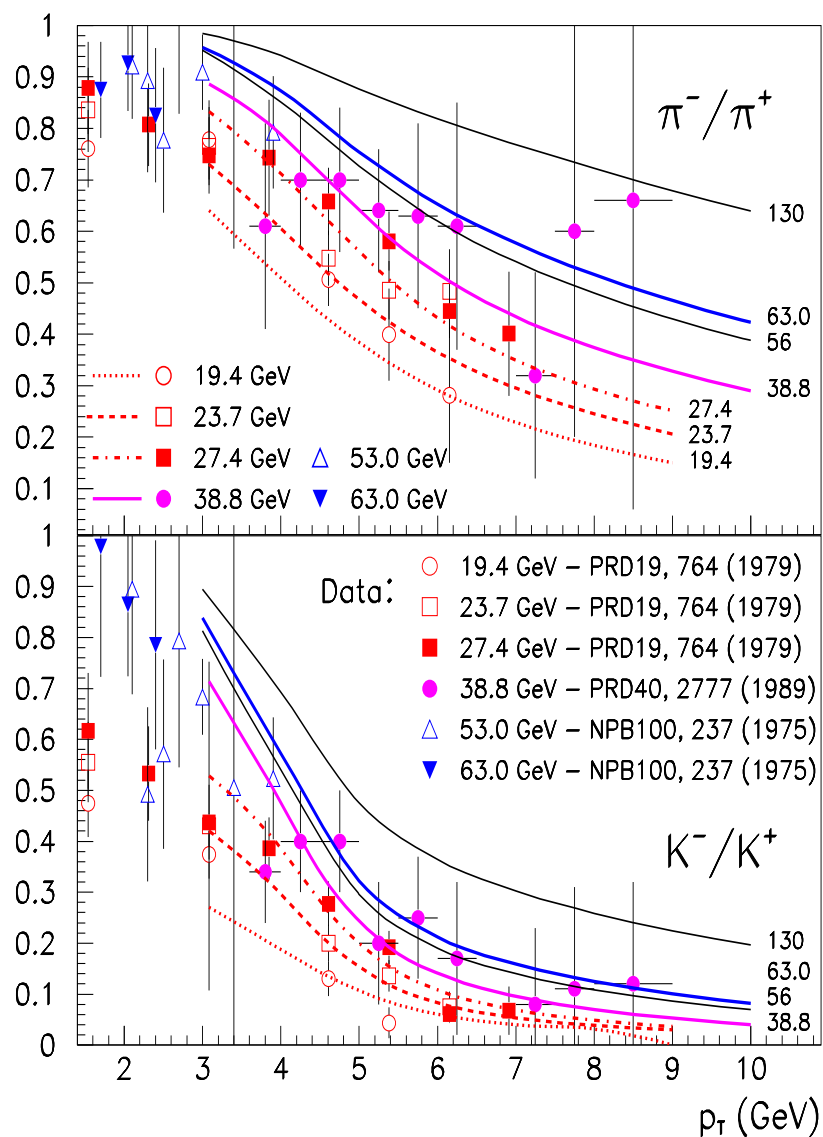 1
0.9
0.8
0.7
0.6
0.5
0.4
0.3
0.2
0.1
π⁻/π⁺
130
63.0
56
38.8
27.4
23.7
19.4
19.4 GeV
23.7 GeV
27.4 GeV
38.8 GeV
53.0 GeV
63.0 GeV
1
0.9
0.8
0.7
0.6
0.5
0.4
0.3
0.2
0.1
0
Data:
19.4 GeV – PRD19, 764 (1979)
23.7 GeV – PRD19, 764 (1979)
27.4 GeV – PRD19, 764 (1979)
38.8 GeV – PRD40, 2777 (1989)
53.0 GeV – NPB100, 237 (1975)
63.0 GeV – NPB100, 237 (1975)
K⁻/K⁺
130
63.0
56
38.8
2 3 4 5 6 7 8 9 10
p_T (GeV)